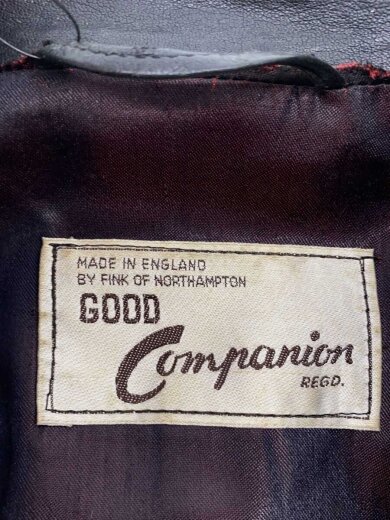 MADE IN ENGLAND
BY FINK OF NORTHAMPTON
GOOD
Companion
REGD.